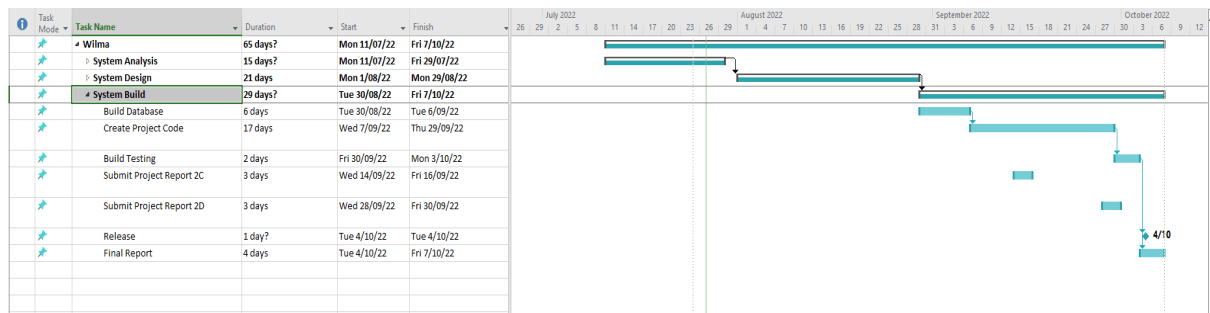 July 2022 August 2022 September 2022 October 2022
Task Mode Task Name Duration Start Finish 26 29 2 5 8 11 14 17 20 23 26 29 1 4 7 10 13 16 19 22 25 28 31 3 6 9 12 15 18 21 24 27 30 3 6 9 12
Wilma 65 days? Mon 11/07/22 Fri 7/10/22
System Analysis 15 days? Mon 11/07/22 Fri 29/07/22
System Design 21 days Mon 1/08/22 Mon 29/08/22
System Build 29 days? Tue 30/08/22 Fri 7/10/22
Build Database 6 days Tue 30/08/22 Tue 6/09/22
Create Project Code 17 days Wed 7/09/22 Thu 29/09/22
Build Testing 2 days Fri 30/09/22 Mon 3/10/22
Submit Project Report 2C 3 days Wed 14/09/22 Fri 16/09/22
Submit Project Report 2D 3 days Wed 28/09/22 Fri 30/09/22
Release 1 day? Tue 4/10/22 Tue 4/10/22 4/10
Final Report 4 days Tue 4/10/22 Fri 7/10/22